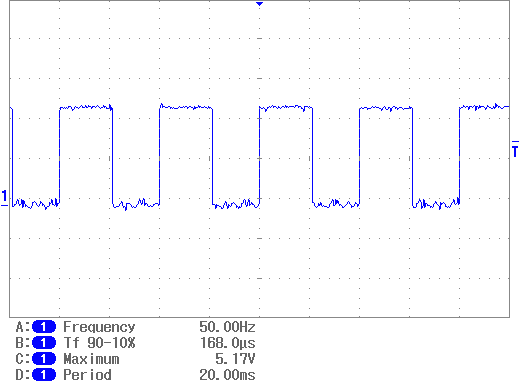 T
1
A: 1 Frequency 50.00Hz
B: 1 Tf 90-10% 168.0µs
C: 1 Maximum 5.17V
D: 1 Period 20.00ms